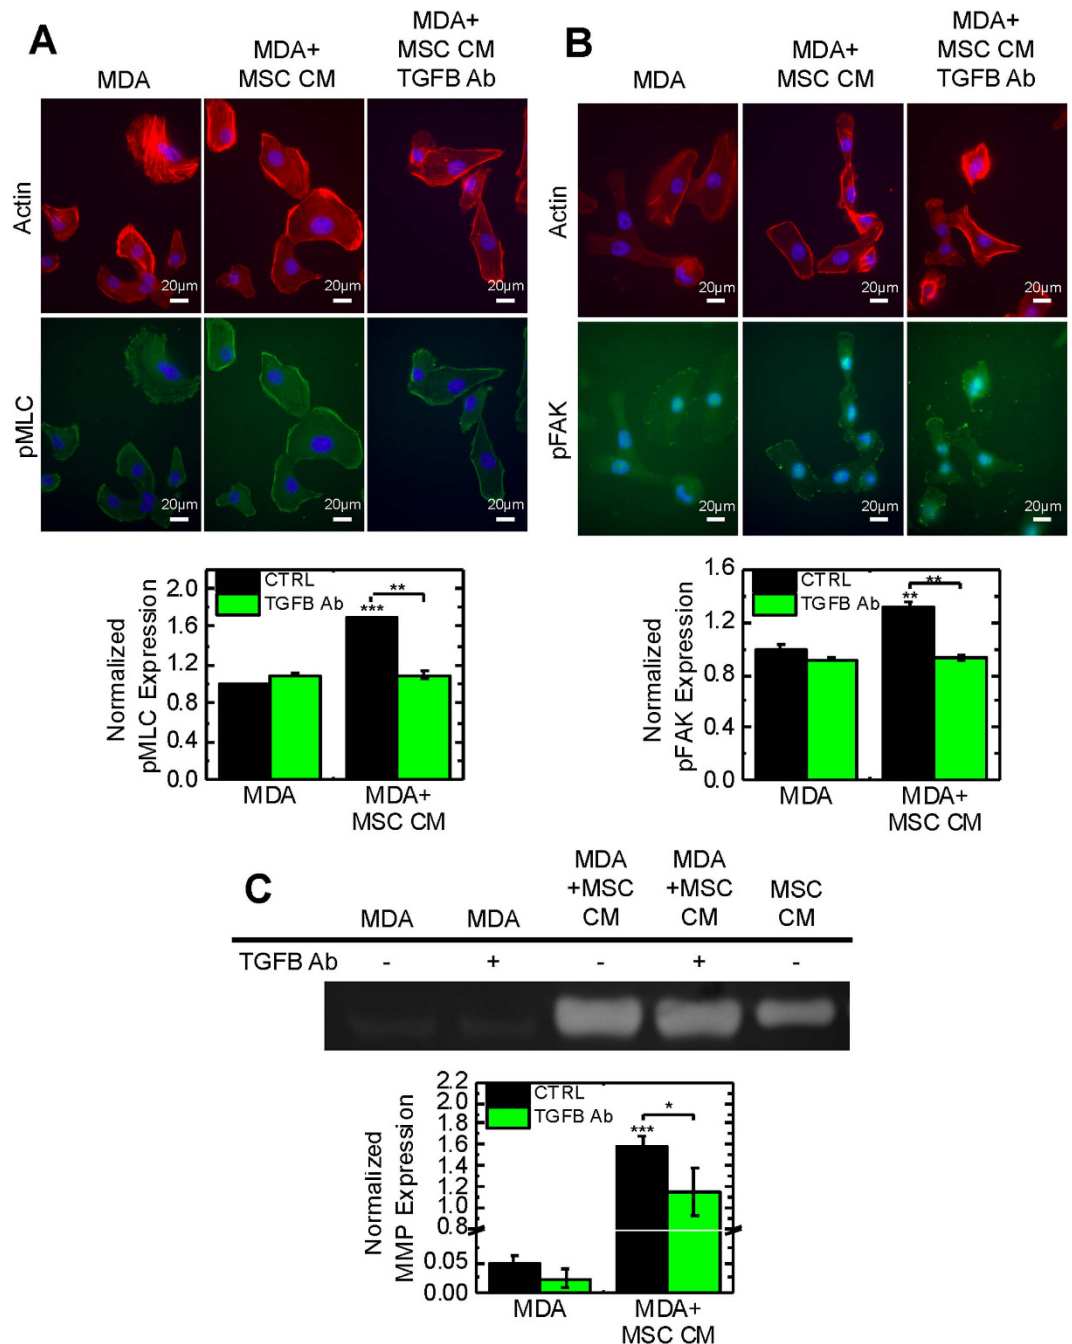 A
MDA
MDA+
MSC CM
MDA+
MSC CM
TGFB Ab
Actin
20µm
20µm
20µm
pMLC
20µm
20µm
20µm
Normalized
pMLC Expression
2.0
1.6
1.2
0.8
0.4
0.0
CTRL
TGFB Ab
***
**
MDA
MDA+
MSC CM
B
MDA
MDA+
MSC CM
MDA+
MSC CM
TGFB Ab
Actin
20µm
20µm
20µm
pFAK
20µm
20µm
20µm
Normalized
pFAK Expression
1.6
1.2
0.8
0.4
0.0
CTRL
TGFB Ab
**
**
MDA
MDA+
MSC CM
C
MDA
MDA
MDA
+MSC
CM
MDA
+MSC
CM
MSC
CM
TGFB Ab - + - + -
Normalized
MMP Expression
2.2
2.0
1.8
1.6
1.4
1.2
1.0
0.8
0.05
0.00
CTRL
TGFB Ab
***
*
MDA
MDA+
MSC CM